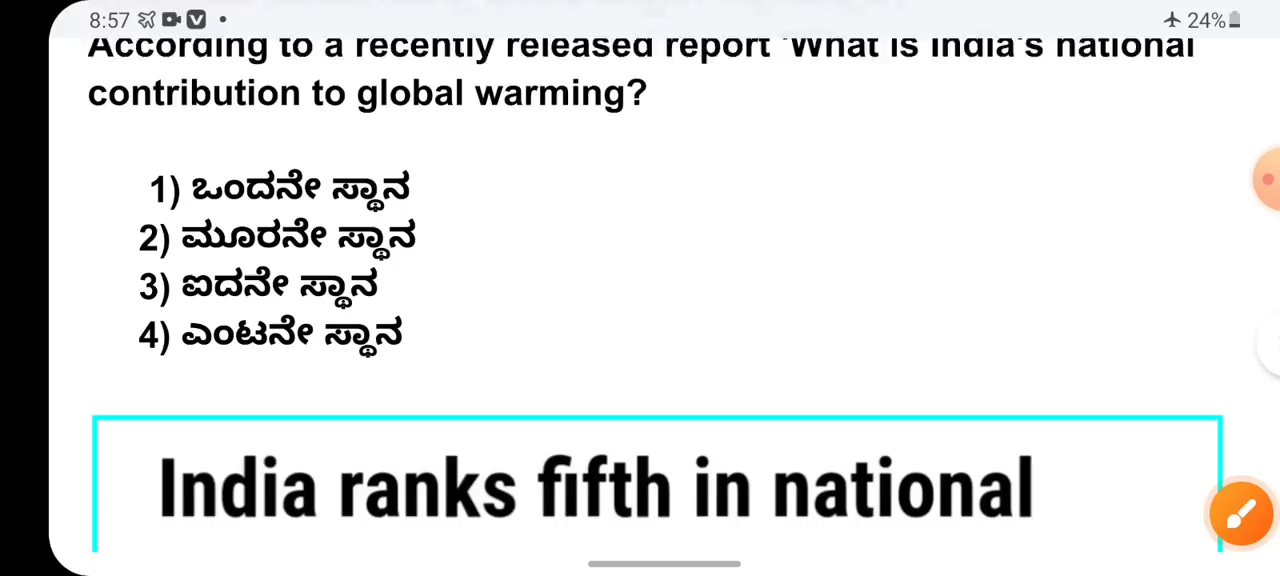 8:57
24%
According to a recently released report 'What is India's national
contribution to global warming?
1) ಒಂದನೇ ಸ್ಥಾನ
2) ಮೂರನೇ ಸ್ಥಾನ
3) ಐದನೇ ಸ್ಥಾನ
4) ಎಂಟನೇ ಸ್ಥಾನ
India ranks fifth in national